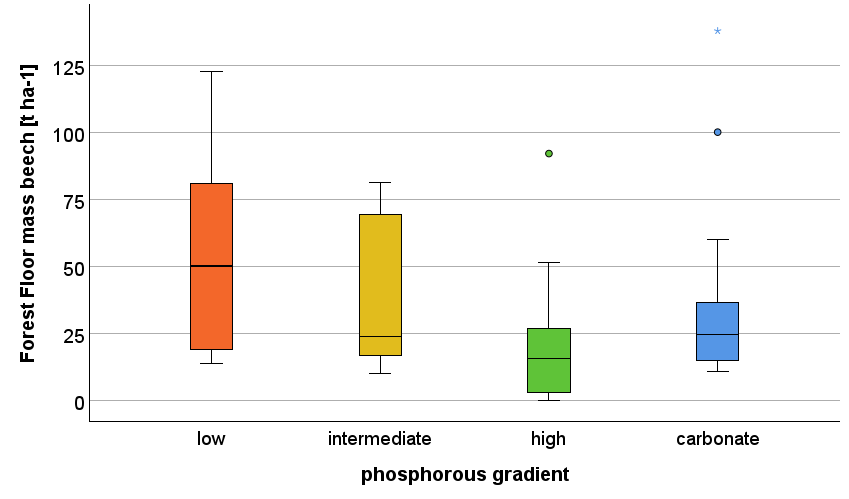 Forest Floor mass beech [t ha-1]
125
100
75
50
25
0
low intermediate high carbonate
phosphorous gradient